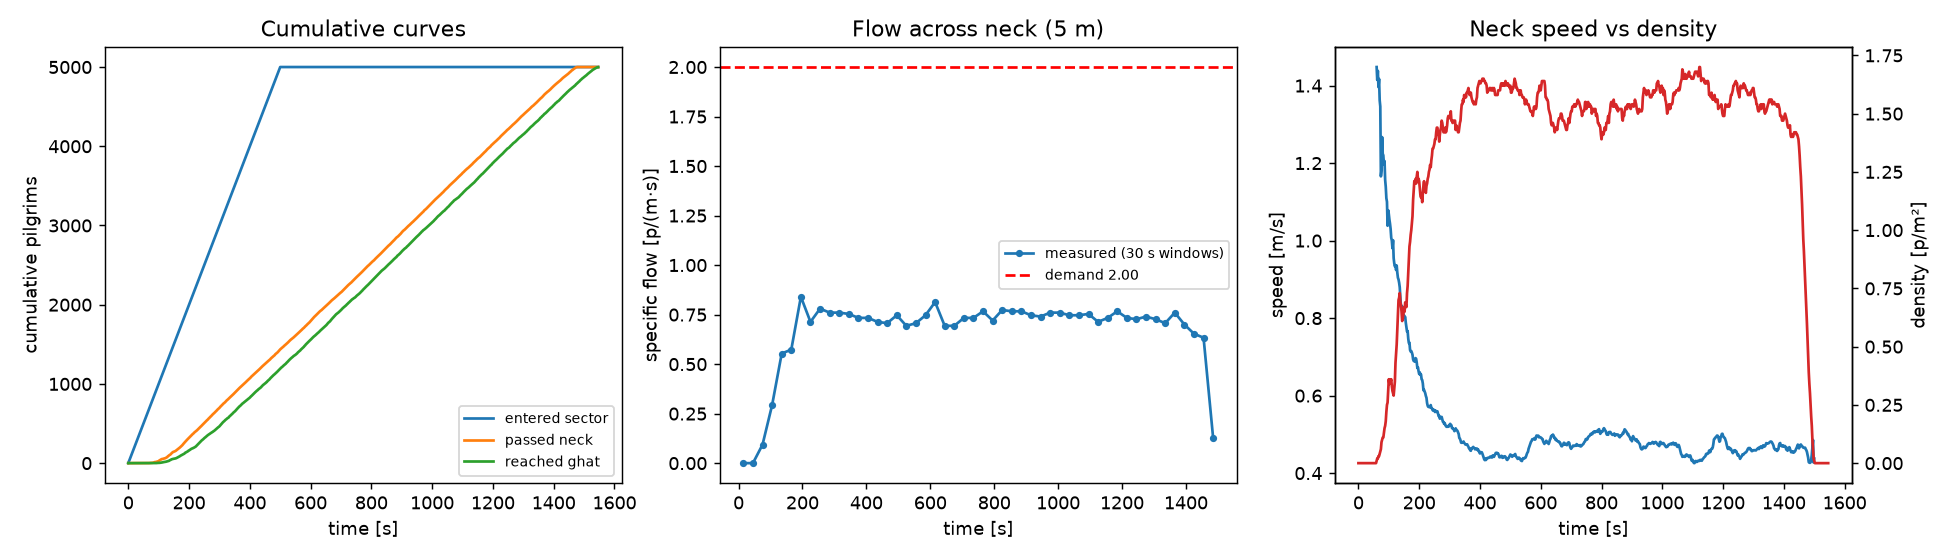 Cumulative curves
cumulative pilgrims
5000
4000
3000
2000
1000
0
entered sector
passed neck
reached ghat
0 200 400 600 800 1000 1200 1400 1600
time [s]
Flow across neck (5 m)
specific flow [p/(m·s)]
2.00
1.75
1.50
1.25
1.00
0.75
0.50
0.25
0.00
measured (30 s windows)
demand 2.00
0 200 400 600 800 1000 1200 1400
time [s]
Neck speed vs density
speed [m/s]
1.4
1.2
1.0
0.8
0.6
0.4
0 200 400 600 800 1000 1200 1400 1600
time [s]
1.75
1.50
1.25
1.00
0.75
0.50
0.25
0.00
density [p/m²]